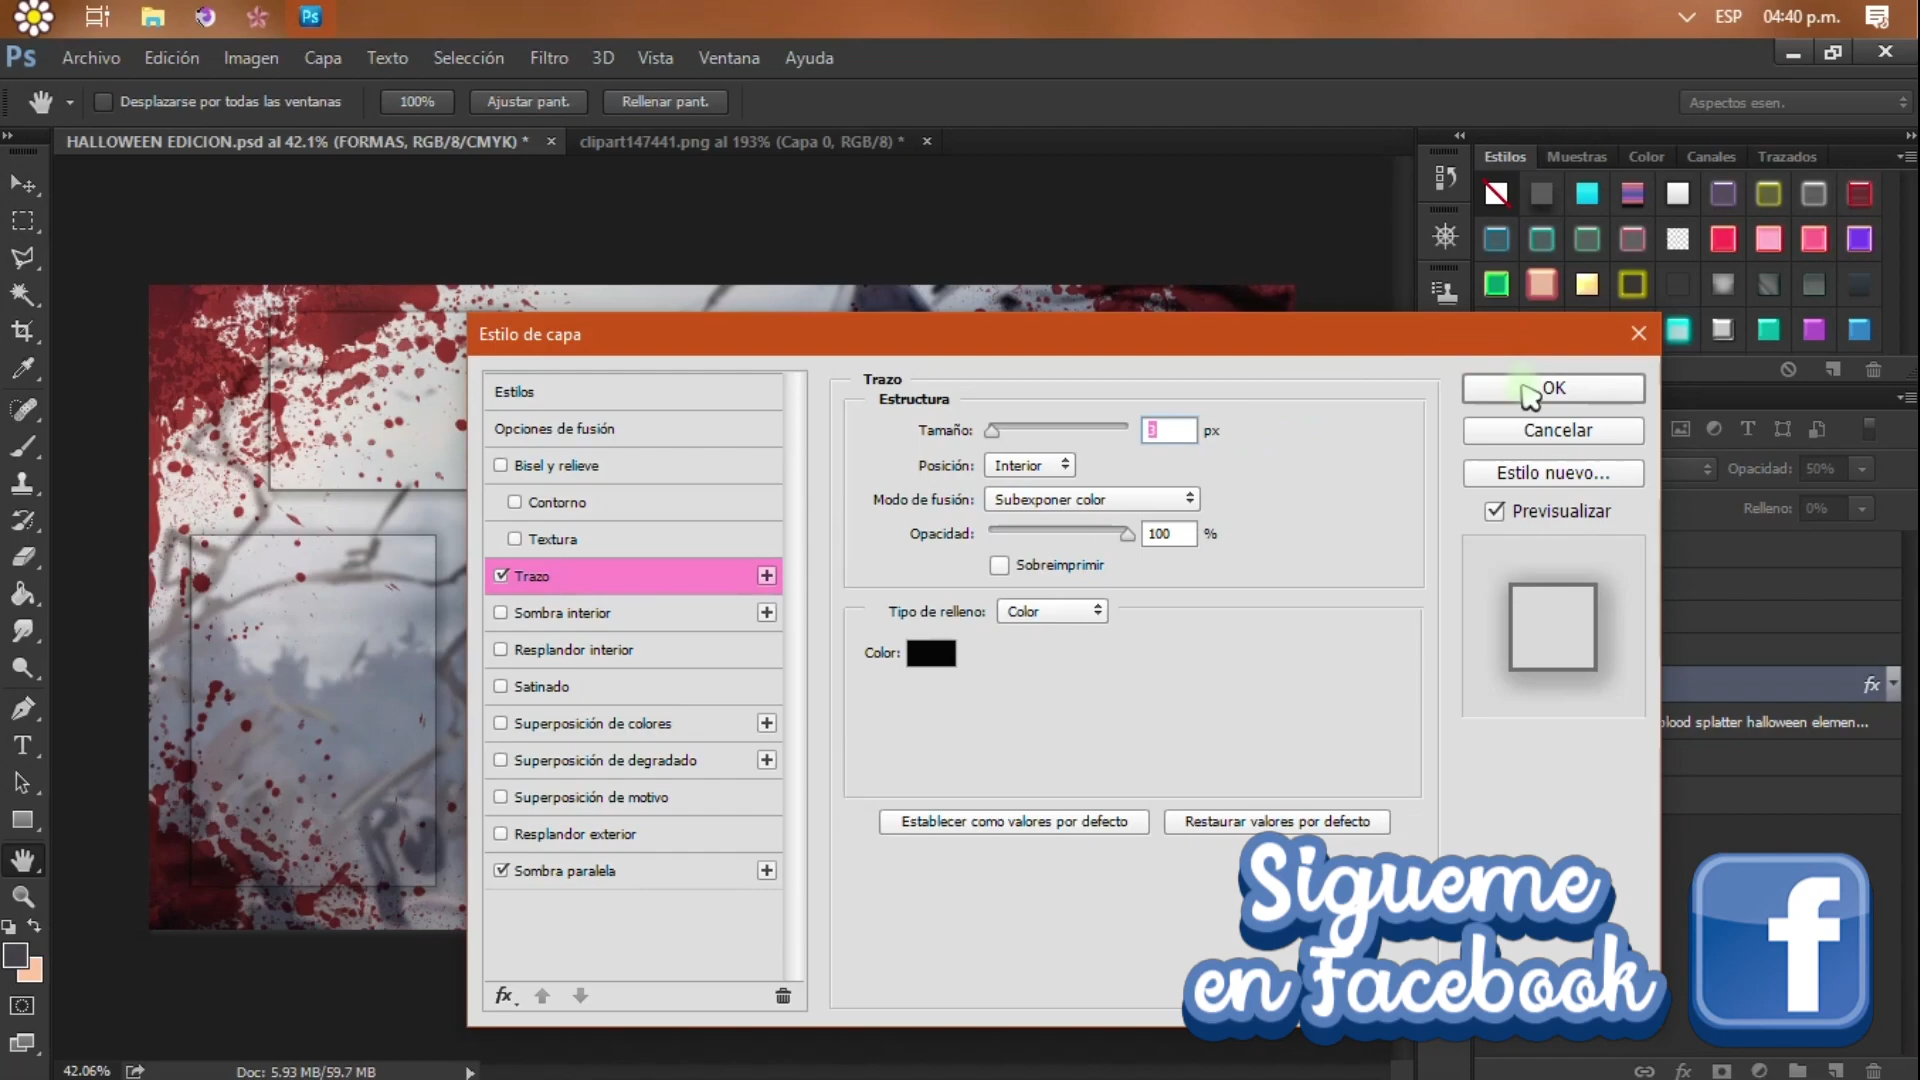 ESP 04:40 p.m.
Ps Archivo Edición Imagen Capa Texto Selección Filtro 3D Vista Ventana Ayuda
Desplazarse por todas las ventanas 100% Ajustar pant. Rellenar pant. Aspectos esen.
HALLOWEEN EDICION.psd al 42.1% (FORMAS, RGB/8/CMYK) * clipart147441.png al 193% (Capa 0, RGB/8) *
Estilos Muestras Color Canales Trazados
Estilo de capa
Estilos
Opciones de fusión
Bisel y relieve
Contorno
Textura
Trazo
Sombra interior
Resplandor interior
Satinado
Superposición de colores
Superposición de degradado
Superposición de motivo
Resplandor exterior
Sombra paralela
fx
Trazo
Estructura
Tamaño: 3 px
Posición: Interior
Modo de fusión: Subexponer color
Opacidad: 100 %
Sobreimprimir
Tipo de relleno: Color
Color:
Establecer como valores por defecto Restaurar valores por defecto
OK
Cancelar
Estilo nuevo...
Previsualizar
Opacidad: 50%
Relleno: 0%
fx
blood splatter halloween elemen...
Sigueme
en Facebook
f
42.06% Doc: 5.93 MB/59.7 MB
fx